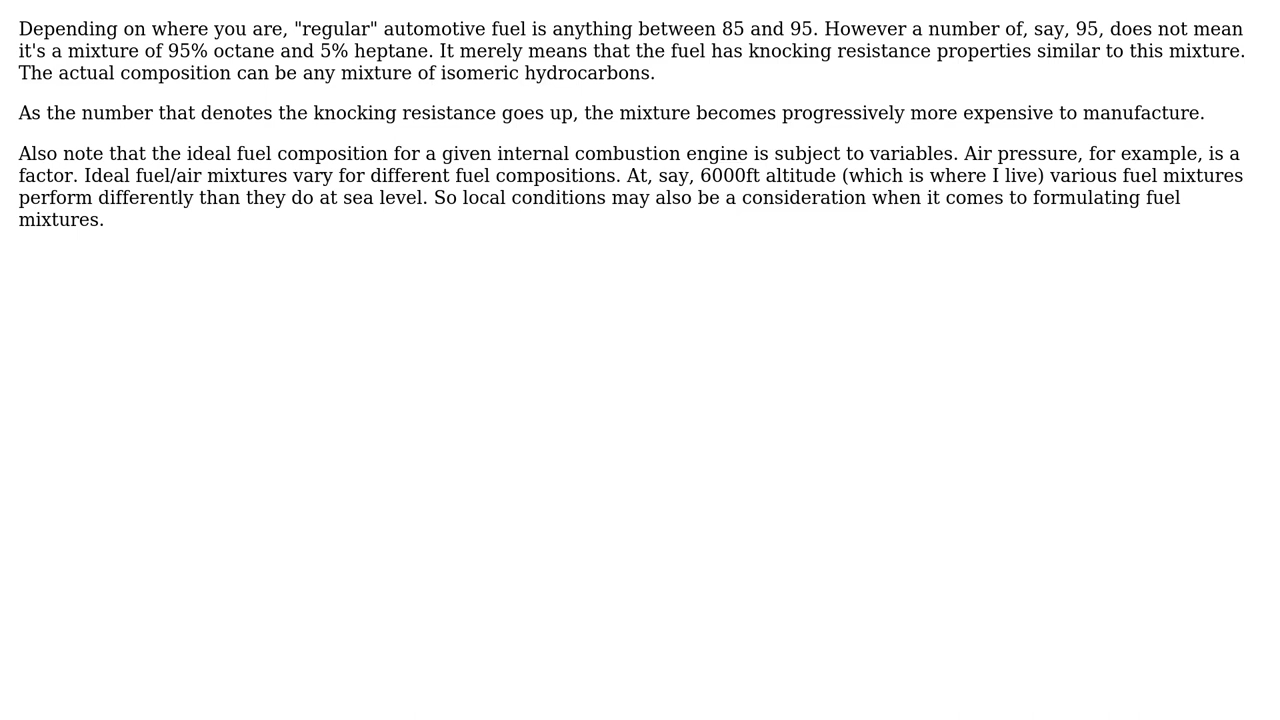 Depending on where you are, "regular" automotive fuel is anything between 85 and 95. However a number of, say, 95, does not mean
it's a mixture of 95% octane and 5% heptane. It merely means that the fuel has knocking resistance properties similar to this mixture.
The actual composition can be any mixture of isomeric hydrocarbons.
As the number that denotes the knocking resistance goes up, the mixture becomes progressively more expensive to manufacture.
Also note that the ideal fuel composition for a given internal combustion engine is subject to variables. Air pressure, for example, is a
factor. Ideal fuel/air mixtures vary for different fuel compositions. At, say, 6000ft altitude (which is where I live) various fuel mixtures
perform differently than they do at sea level. So local conditions may also be a consideration when it comes to formulating fuel
mixtures.